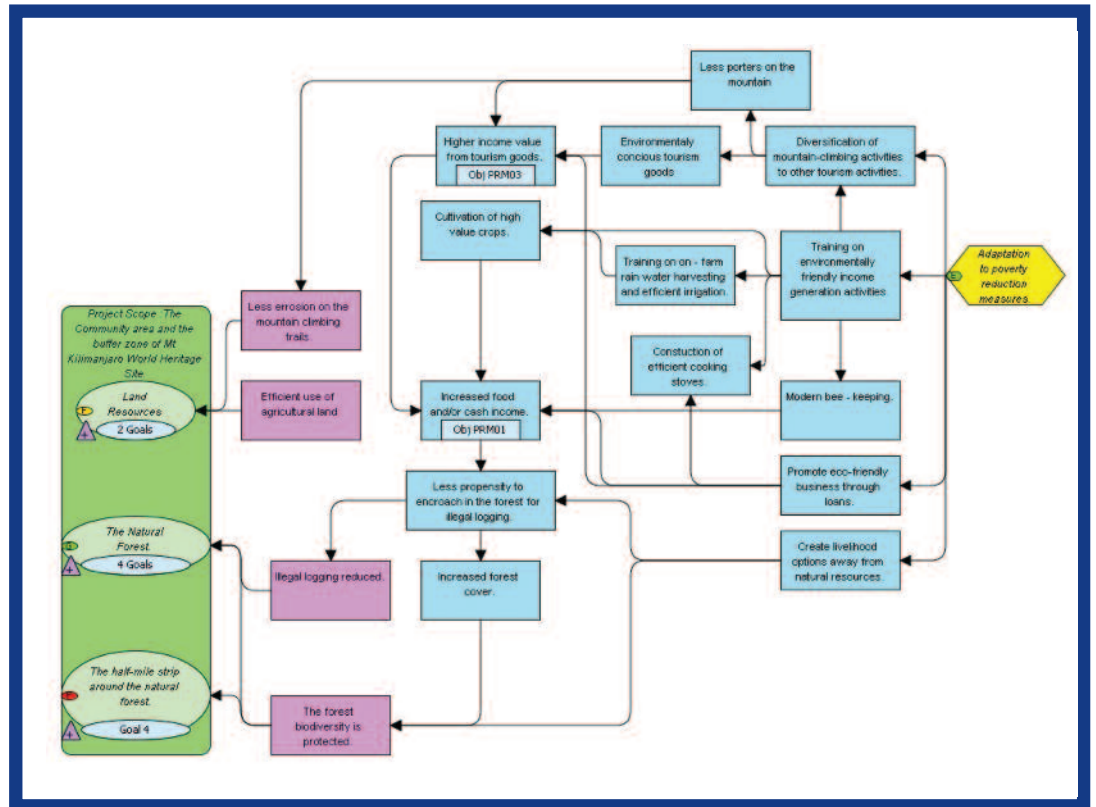 Less porters on the
mountain
Higher income value
from tourism goods.
Obj PRM03
Environmentaly
concious tourism
goods
Diversification of
mountain-climbing activities
to other tourism activities.
Cultivation of high
value crops.
Training on on - farm
rain water harvesting
and efficient irrigation.
Training on
environmentally
friendly income
generation activities
Adaptation
to poverty
reduction
measures
Less errosion on the
mountain climbing
trails.
Project Scope :The
Community area and the
buffer zone of Mt
Kilimanjaro World Heritage
Site
Land
Resources
2 Goals
Efficient use of
agricultural land
Constuction of
efficient cooking
stoves.
Increased food
and/or cash income.
Obj PRM01
Modern bee - keeping.
Less propensity to
encroach in the forest for
illegal logging.
Promote eco-friendly
business through
loans.
The Natural
Forest.
4 Goals
Illegal logging reduced.
Increased forest
cover.
Create livelihood
options away from
natural resources.
The half-mile strip
around the natural
forest.
Goal 4
The forest
biodiversity is
protected.